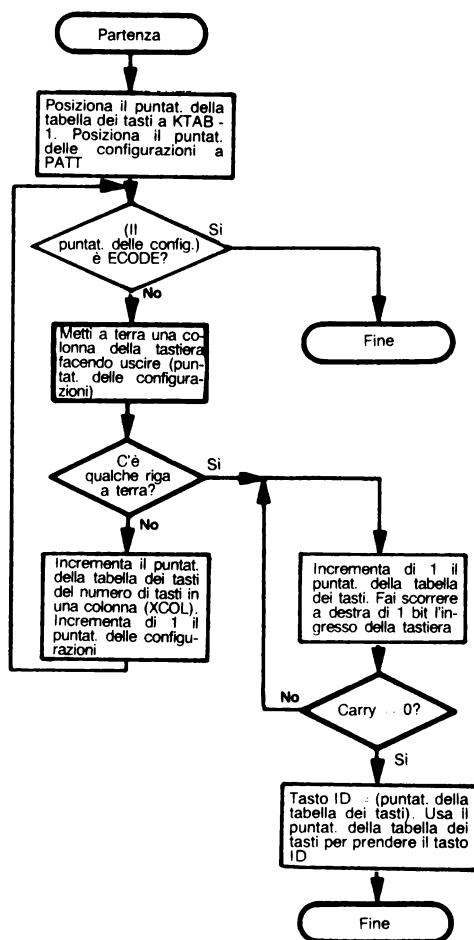 Partenza
Posiziona il puntat. della
tabella dei tasti a KTAB -
1. Posiziona il puntat.
delle configurazioni a
PATT
(Il
puntat. delle config.)
è ECODE?
Sì
No
Fine
Metti a terra una co-
lonna della tastiera
facendo uscire (pun-
tat. delle configura-
zioni)
C'è
qualche riga
a terra?
Sì
No
Incrementa il puntat.
della tabella dei tasti
del numero di tasti in
una colonna (XCOL).
Incrementa di 1 il
puntat. delle configu-
razioni
Incrementa di 1 il
puntat. della tabella
dei tasti. Fai scorrere
a destra di 1 bit l'in-
gresso della tastiera
No
Carry 0?
Sì
Tasto ID = (puntat. della
tabella dei tasti). Usa il
puntat. della tabella dei
tasti per prendere il tasto
ID
Fine